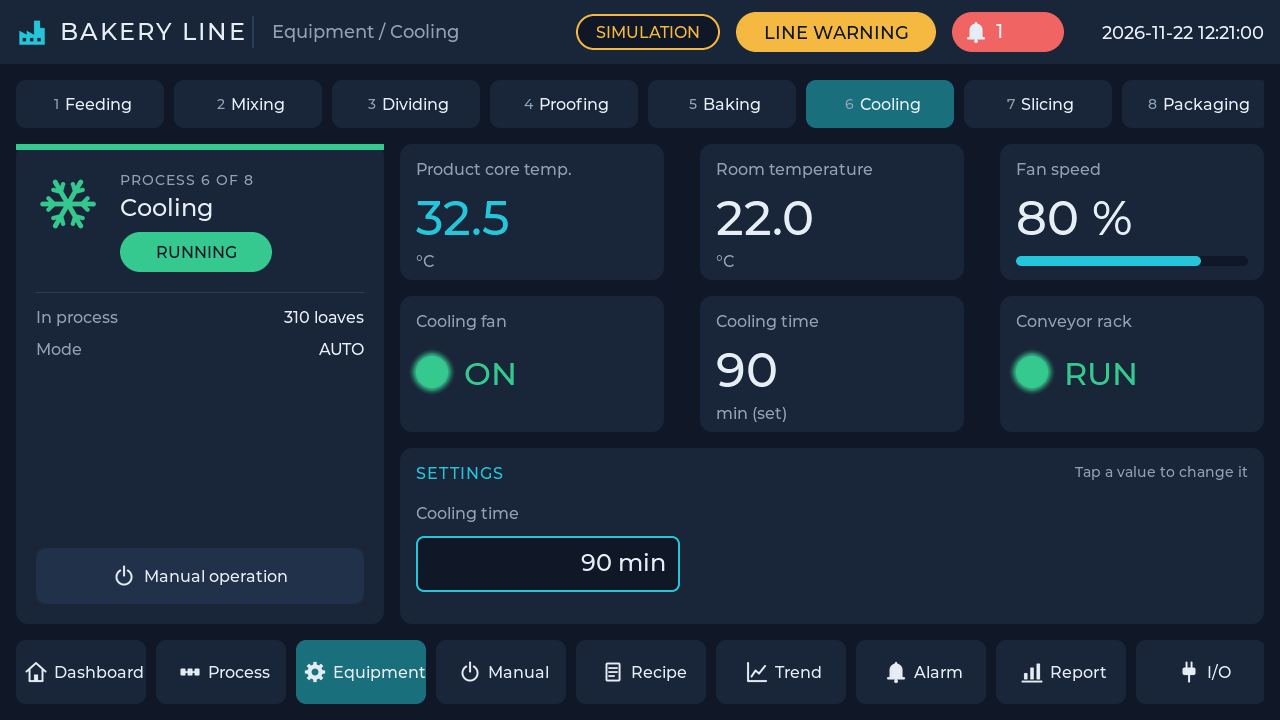 BAKERY LINE
Equipment / Cooling
SIMULATION
LINE WARNING
1
2026-11-22 12:21:00
1 Feeding
2 Mixing
3 Dividing
4 Proofing
5 Baking
6 Cooling
7 Slicing
8 Packaging
PROCESS 6 OF 8
Cooling
RUNNING
In process 310 loaves
Mode AUTO
Manual operation
Product core temp.
32.5
°C
Room temperature
22.0
°C
Fan speed
80 %
Cooling fan
ON
Cooling time
90
min (set)
Conveyor rack
RUN
SETTINGS
Tap a value to change it
Cooling time
90 min
Dashboard
Process
Equipment
Manual
Recipe
Trend
Alarm
Report
I/O